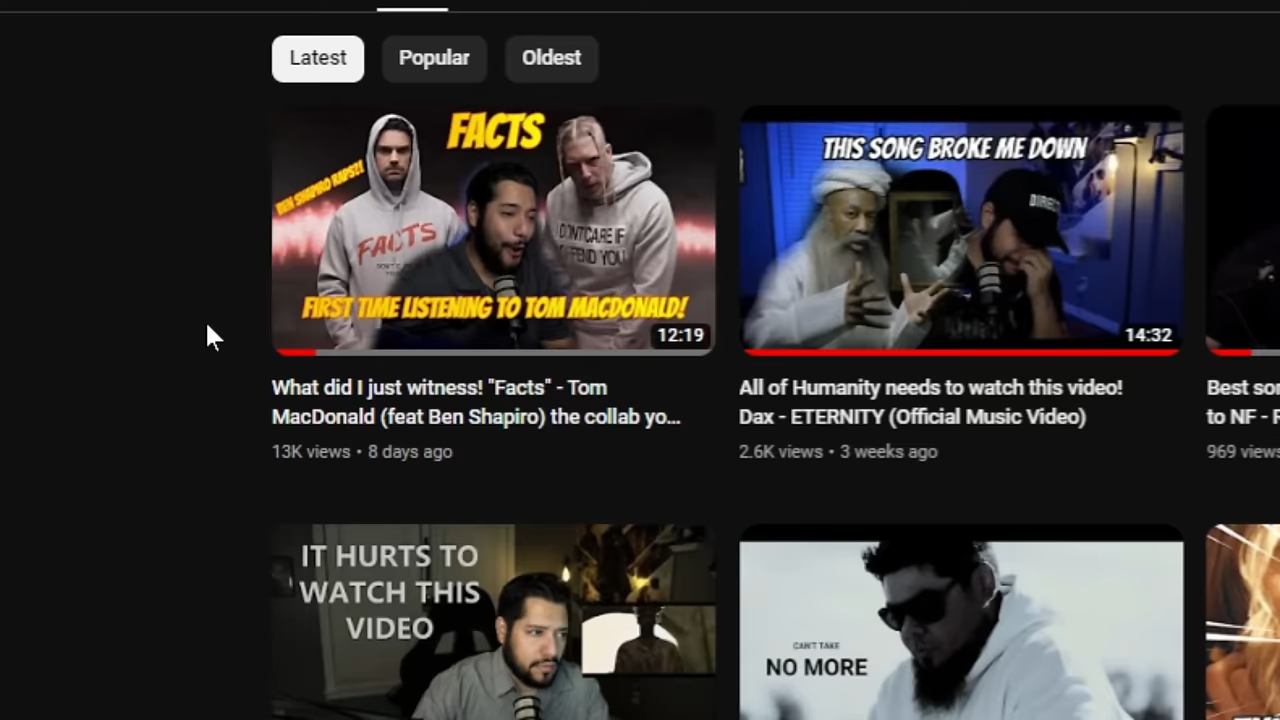 Latest
Popular
Oldest
FACTS
BEN SHAPIRO RAPS?!
FACTS
I DONT CARE IF
OFFEND YOU
FIRST TIME LISTENING TO TOM MACDONALD!
12:19
THIS SONG BROKE ME DOWN
14:32
What did I just witness! "Facts" - Tom
MacDonald (feat Ben Shapiro) the collab yo...
13K views • 8 days ago
All of Humanity needs to watch this video!
Dax - ETERNITY (Official Music Video)
2.6K views • 3 weeks ago
Best
to NF -
969 views
IT HURTS TO
WATCH THIS
VIDEO
CAN'T TAKE
NO MORE